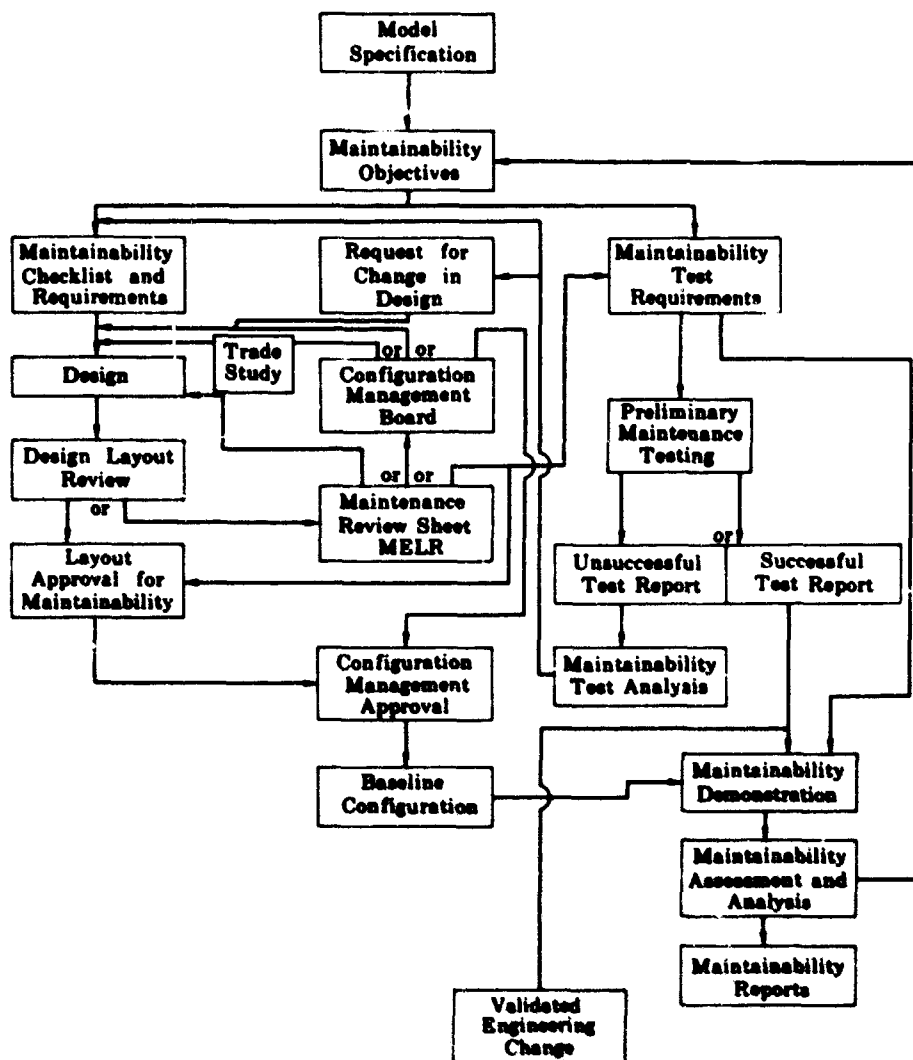 Model
Specification
Maintainability
Objectives
Maintainability
Checklist and
Requirements
Request for
Change in
Design
Maintainability
Test
Requirements
Trade
Study
or or
Design
Configuration
Management
Board
Preliminary
Maintenance
Testing
Design Layout
Review
or
or or
Maintenance
Review Sheet
MELR
or
Layout
Approval for
Maintainability
Unsuccessful
Test Report
Successful
Test Report
Configuration
Management
Approval
Maintainability
Test Analysis
Baseline
Configuration
Maintainability
Demonstration
Maintainability
Assessment and
Analysis
Maintainability
Reports
Validated
Engineering
Change